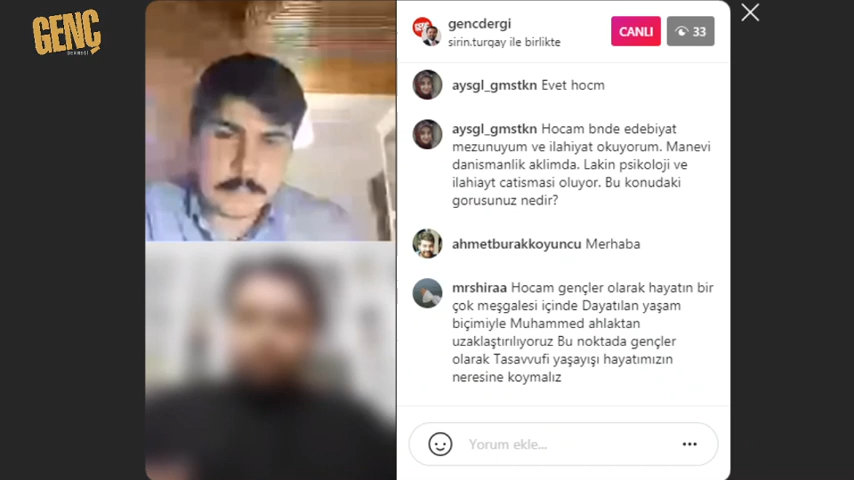 GENÇ
DERNEĞİ
gencdergi
sirin.turgay ile birlikte
CANLI
33
aysgl_gmstkn Evet hocm
aysgl_gmstkn Hocam bnde edebiyat
mezunuyum ve ilahiyat okuyorum. Manevi
danismanlik aklimda. Lakin psikoloji ve
ilahiayt catismasi oluyor. Bu konudaki
gorusunuz nedir?
ahmetburakkoyuncu Merhaba
mrshiraa Hocam gençler olarak hayatın bir
çok meşgalesi içinde Dayatılan yaşam
biçimiyle Muhammed ahlaktan
uzaklaştırılıyoruz Bu noktada gençler
olarak Tasavvufi yaşayışı hayatımızın
neresine koymalız
Yorum ekle...